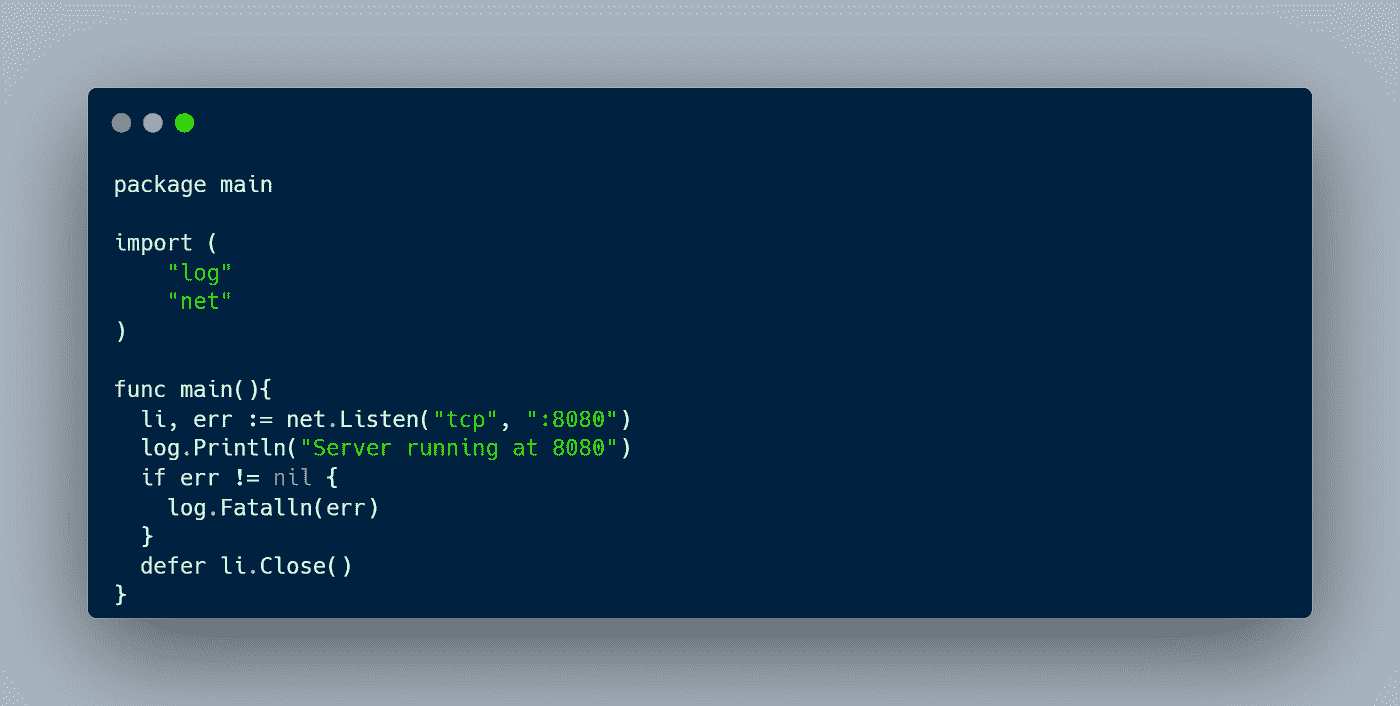 package main
import (
"log"
"net"
)
func main(){
li, err := net.Listen("tcp", ":8080")
log.Println("Server running at 8080")
if err != nil {
log.Fatalln(err)
}
defer li.Close()
}